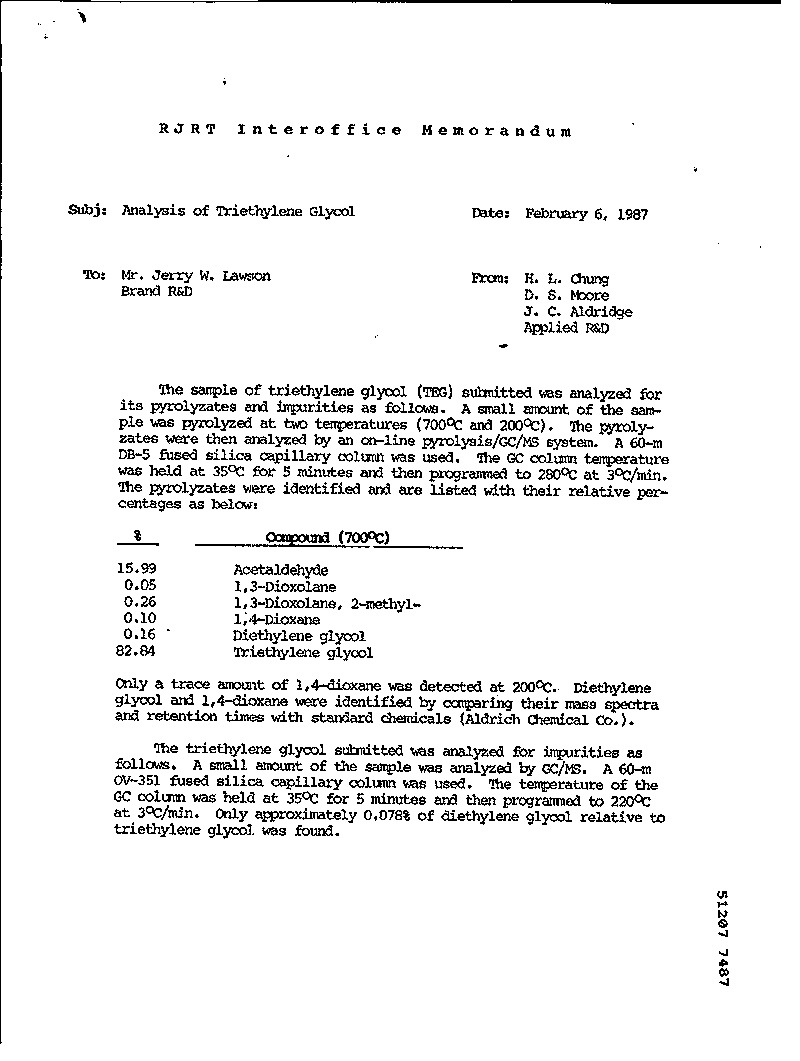 RJRT Interoffice Memorandum
Subj: Analysis of Triethylene Glycol
Date: February 6, 1987
To: Mr. Jerry W. Lawson
Brand R&D
From: H. L. Chung
D. S. Moore
J. C. Aldridge
Applied R&D
The sample of triethylene glycol (TEG) submitted was analyzed for
its pyrolyzates and impurities as follows. A small amount of the sam-
ple was pyrolyzed at two temperatures (700°C and 200°C). The pyroly-
zates were then analyzed by an on-line pyrolysis/GC/MS system. A 60-m
DB-5 fused silica capillary column was used. The GC column temperature
was held at 35°C for 5 minutes and then programmed to 280°C at 3°C/min.
The pyrolyzates were identified and are listed with their relative per-
centages as below:
% Compound (700°C)
15.99 Acetaldehyde
0.05 1,3-Dioxolane
0.26 1,3-Dioxolane, 2-methyl-
0.10 1,4-Dioxane
0.16 Diethylene glycol
82.84 Triethylene glycol
Only a trace amount of 1,4-dioxane was detected at 200°C. Diethylene
glycol and 1,4-dioxane were identified by comparing their mass spectra
and retention times with standard chemicals (Aldrich Chemical Co.).
The triethylene glycol submitted was analyzed for impurities as
follows. A small amount of the sample was analyzed by GC/MS. A 60-m
OV-351 fused silica capillary column was used. The temperature of the
GC column was held at 35°C for 5 minutes and then programmed to 220°C
at 3°C/min. Only approximately 0.078% of diethylene glycol relative to
triethylene glycol was found.
51207 7487